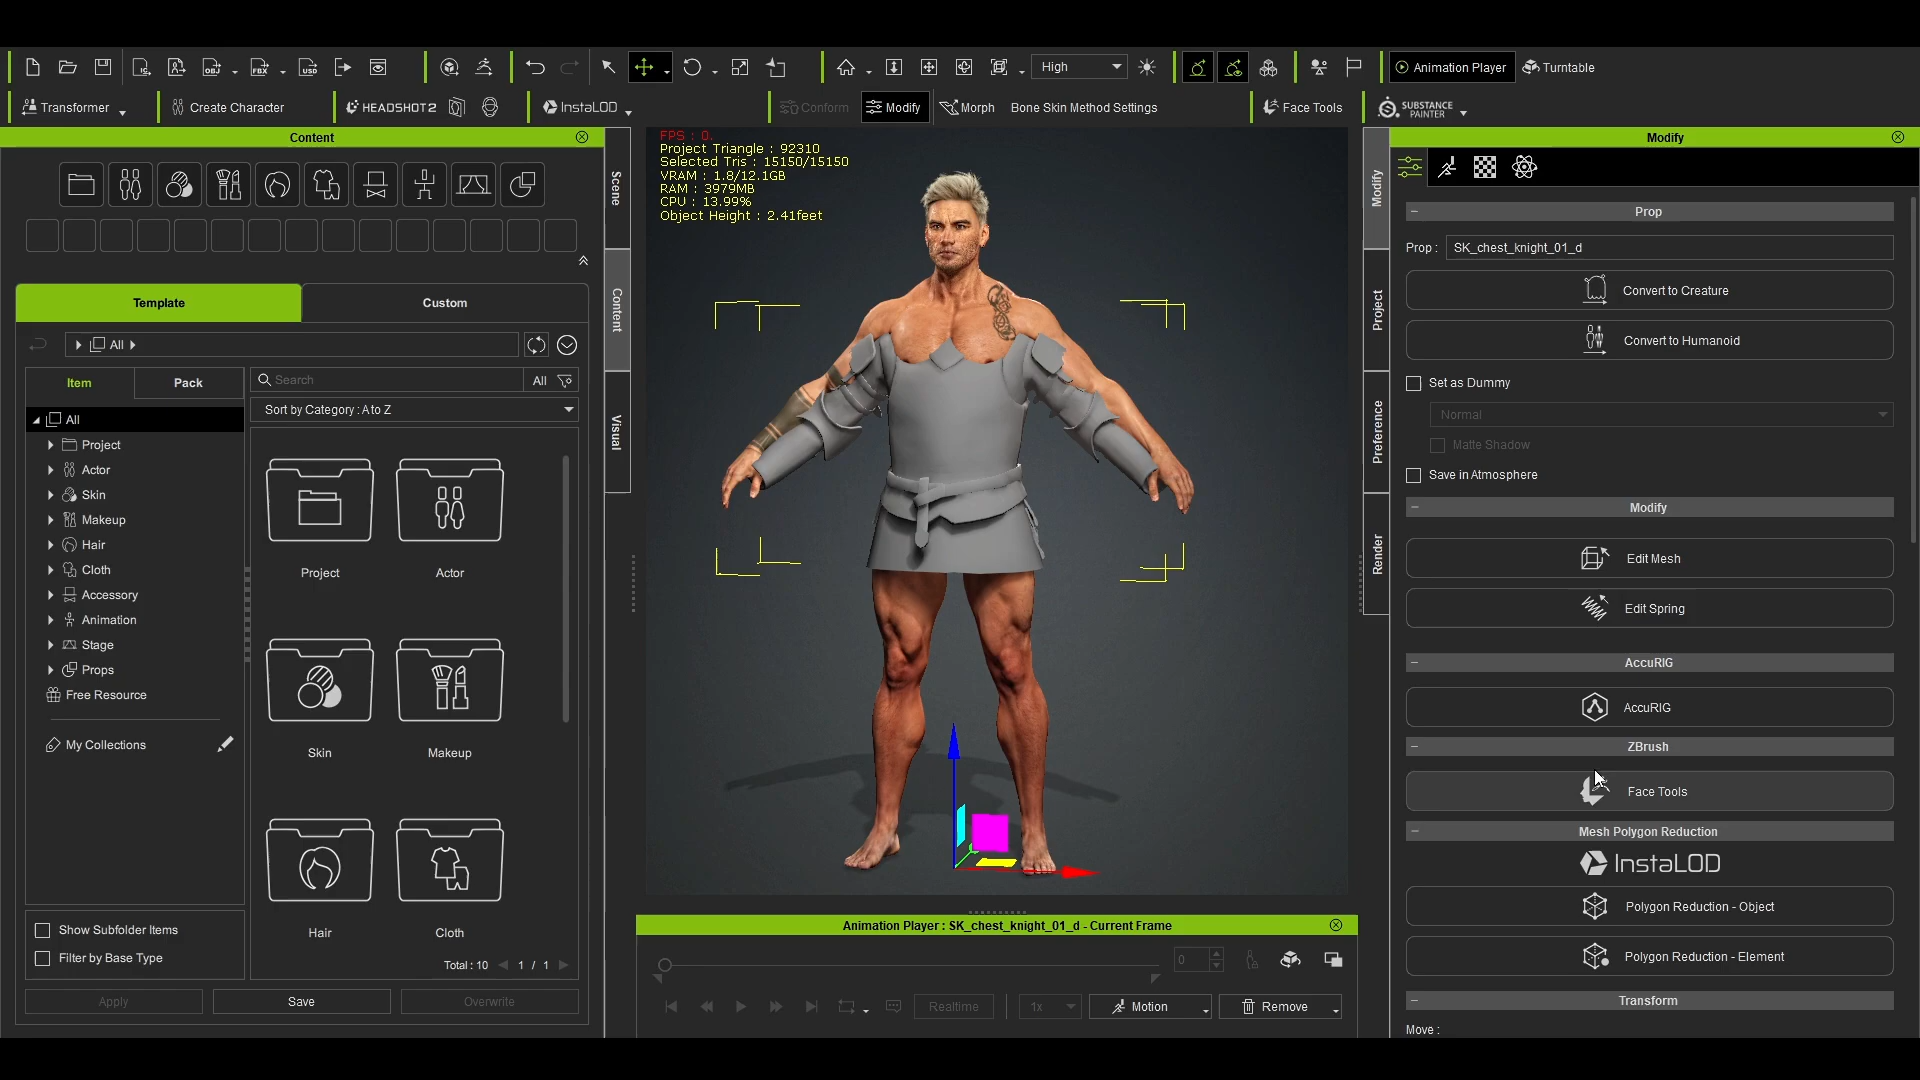 High
Animation Player
Turntable
Transformer
Create Character
HEADSHOT 2
InstaLOD
Conform
Modify
Morph
Bone Skin Method Settings
Face Tools
SUBSTANCE
PAINTER
Content
Template
Custom
All
Item
Pack
Search
All
Sort by Category : A to Z
All
Project
Actor
Skin
Makeup
Hair
Cloth
Accessory
Animation
Stage
Props
Free Resource
My Collections
Project
Actor
Skin
Makeup
Hair
Cloth
Show Subfolder Items
Filter by Base Type
Total : 10
1 / 1
Apply
Save
Overwrite
Scene
Content
Visual
FPS : 0.
Project Triangle : 92310
Selected Tris : 15150/15150
VRAM : 1.8/12.1GB
RAM : 3979MB
CPU : 13.99%
Object Height : 2.41feet
Animation Player : SK_chest_knight_01_d - Current Frame
0
Realtime
1x
Motion
Remove
Modify
Project
Preference
Render
Modify
Prop
Prop : SK_chest_knight_01_d
Convert to Creature
Convert to Humanoid
Set as Dummy
Normal
Matte Shadow
Save in Atmosphere
Modify
Edit Mesh
Edit Spring
AccuRIG
AccuRIG
ZBrush
Face Tools
Mesh Polygon Reduction
InstaLOD
Polygon Reduction - Object
Polygon Reduction - Element
Transform
Move :